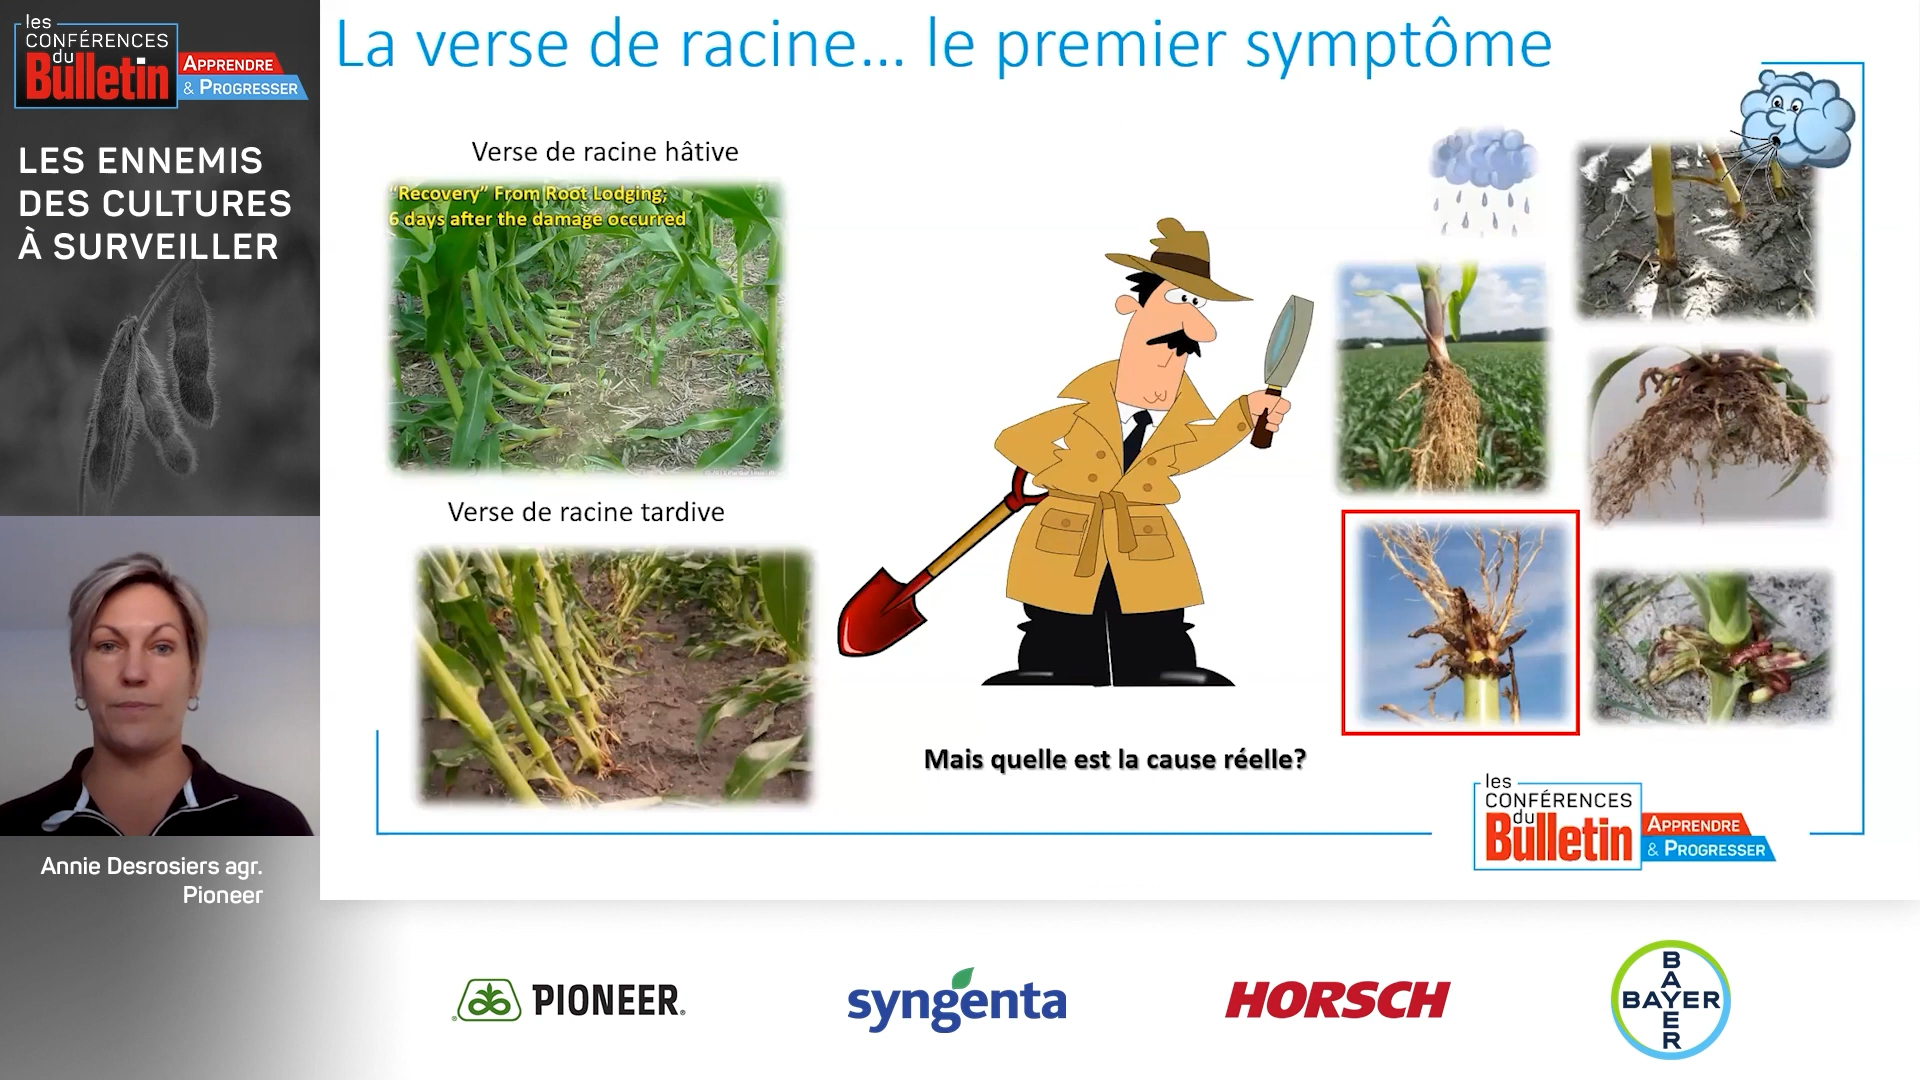 les
CONFÉRENCES
du
Bulletin
APPRENDRE
& PROGRESSER
LES ENNEMIS
DES CULTURES
À SURVEILLER
Annie Desrosiers agr.
Pioneer
La verse de racine... le premier symptôme
Verse de racine hâtive
"Recovery" From Root Lodging;
6 days after the damage occurred
Verse de racine tardive
Mais quelle est la cause réelle?
les
CONFÉRENCES
du
Bulletin
APPRENDRE
& PROGRESSER
PIONEER
syngenta
HORSCH
BAYER
BAYER